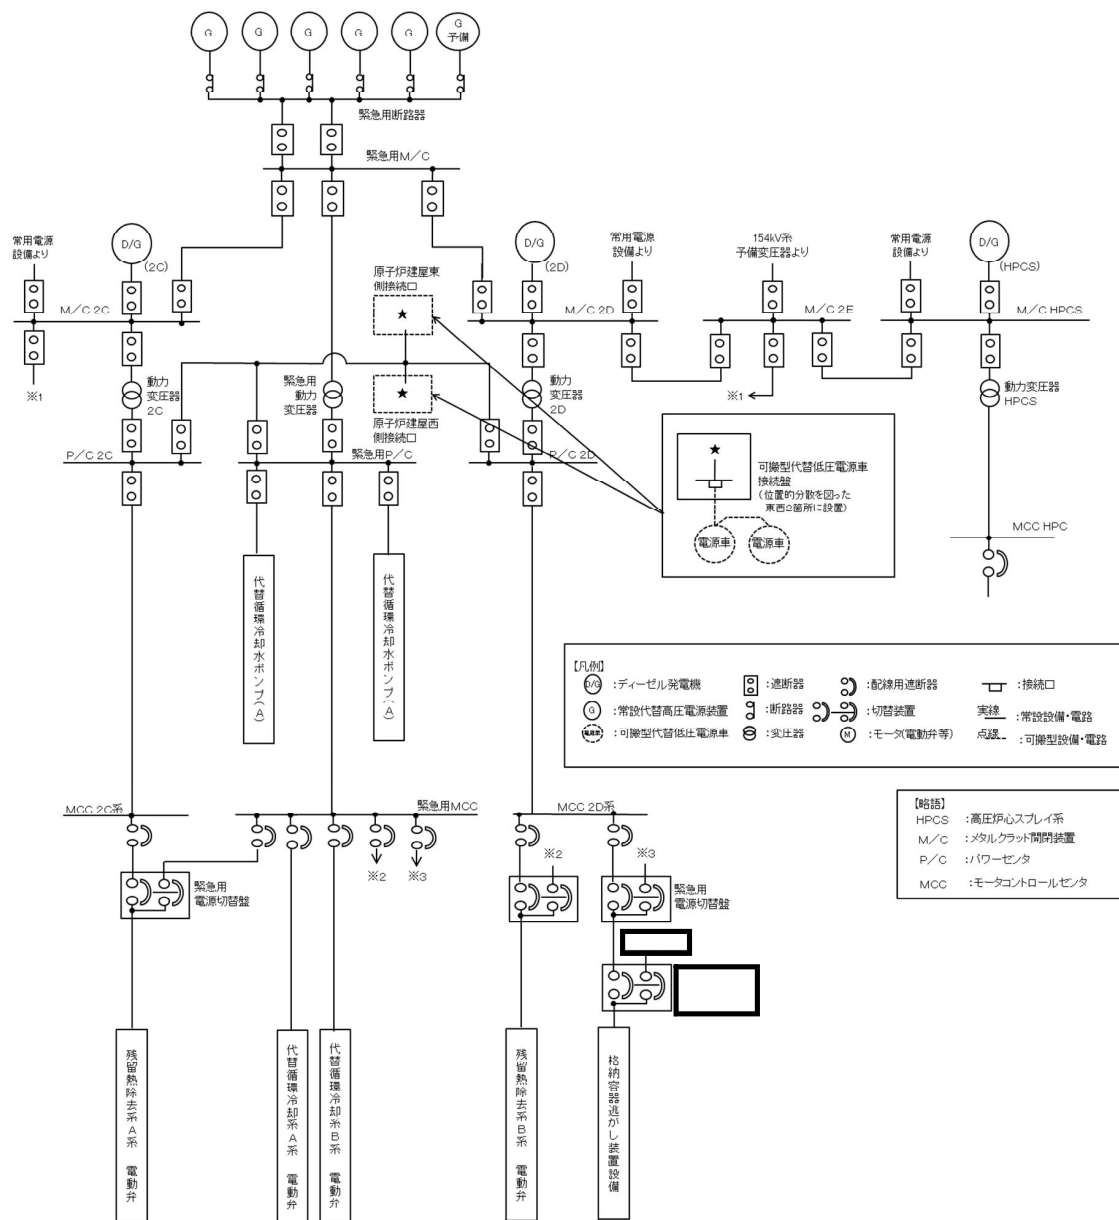 G
G
G
G
G
G
予備
緊急用断路器
緊急用M/C
常用電源
設備より
D/G
(2C)
M/C 2C
※1
動力
変圧器
2C
P/C 2C
原子炉建屋東
側接続口
★
★
原子炉建屋西
側接続口
緊急用
動力
変圧器
緊急用P/C
D/G
(2D)
M/C 2D
動力
変圧器
2D
P/C 2D
常用電源
設備より
154kV系
予備変圧器より
M/C 2E
※1
常用電源
設備より
D/G
(HPCS)
M/C HPCS
動力変圧器
HPCS
MCC HPC
★
可搬型代替低圧電源車
接続盤
(位置的分散を図った
東西2箇所に設置)
電源車
電源車
代替循環冷却水ポンプ(A)
代替循環冷却水ポンプ(A)
【凡例】
D/G
:ディーゼル発電機
:遮断器
:配線用遮断器
:接続口
G
:常設代替高圧電源装置
:断路器
:切替装置
実線
:常設設備・電路
電源車
:可搬型代替低圧電源車
:変圧器
M
:モータ(電動弁等)
点線
:可搬型設備・電路
【略語】
HPCS :高圧炉心スプレイ系
M/C :メタルクラッド開閉装置
P/C :パワーセンタ
MCC :モータコントロールセンタ
MCC 2C系
緊急用MCC
MCC 2D系
※2
※3
※2
※3
緊急用
電源切替盤
緊急用
電源切替盤
残留熱除去系A系 電動弁
代替循環冷却系A系 電動弁
代替循環冷却系B系 電動弁
残留熱除去系B系 電動弁
格納容器逃がし装置設備